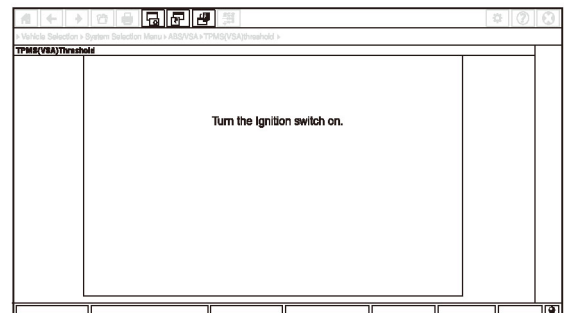 › Vehicle Selection › System Selection Menu › ABS/VSA › TPMS(VSA)threshold ›
TPMS(VSA)Threshold
Turn the Ignition switch on.